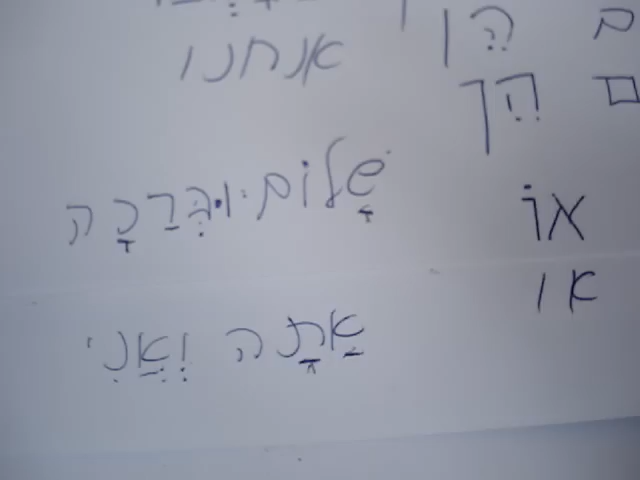 הֵן
אנחנו
הֵן
שָׁלוֹם וּבְּרַכָה
אוֹ
או
אַתָה וְאֲנִי